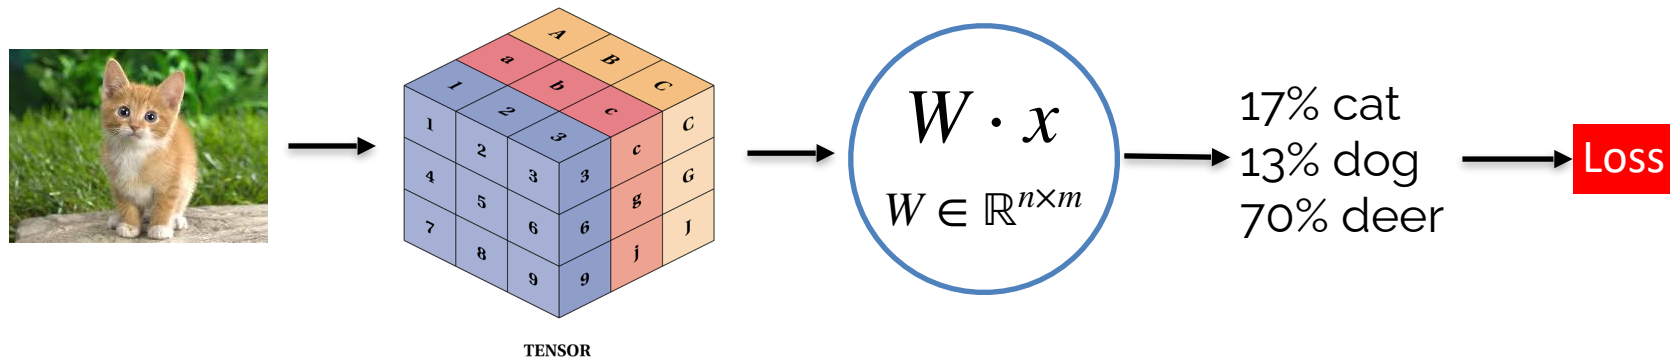 A
B
C
a
b
c
1
2
3
1
2
3
4
5
6
7
8
9
3
c
C
6
g
G
9
j
J
TENSOR
W · x
W ∈ ℝⁿˣᵐ
17% cat
13% dog
70% deer
Loss